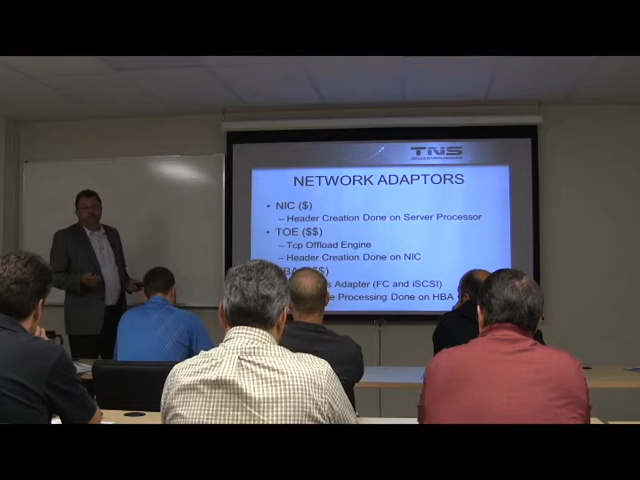 TNS
NETWORK ADAPTORS
• NIC ($)
– Header Creation Done on Server Processor
• TOE ($$)
– Tcp Offload Engine
– Header Creation Done on NIC
Adapter (FC and iSCSI)
Processing Done on HBA